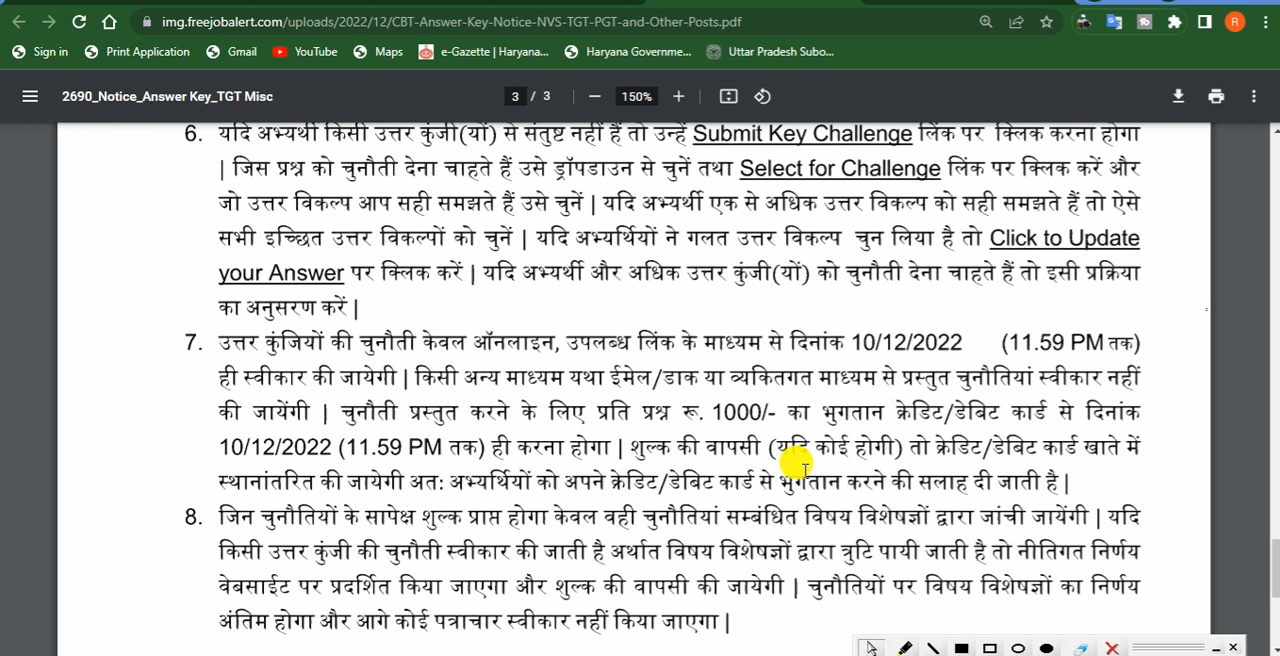 img.freejobalert.com/uploads/2022/12/CBT-Answer-Key-Notice-NVS-TGT-PGT-and-Other-Posts.pdf
R
Sign in Print Application Gmail YouTube Maps e-Gazette | Haryana... Haryana Governme... Uttar Pradesh Subo...
2690_Notice_Answer Key_TGT Misc 3 / 3 − 150% +
6. यदि अभ्यर्थी किसी उत्तर कुंजी(यों) से संतुष्ट नहीं हैं तो उन्हें Submit Key Challenge लिंक पर क्लिक करना होगा
| जिस प्रश्न को चुनौती देना चाहते हैं उसे ड्रॉपडाउन से चुनें तथा Select for Challenge लिंक पर क्लिक करें और
जो उत्तर विकल्प आप सही समझते हैं उसे चुनें | यदि अभ्यर्थी एक से अधिक उत्तर विकल्प को सही समझते हैं तो ऐसे
सभी इच्छित उत्तर विकल्पों को चुनें | यदि अभ्यर्थियों ने गलत उत्तर विकल्प चुन लिया है तो Click to Update
your Answer पर क्लिक करें | यदि अभ्यर्थी और अधिक उत्तर कुंजी(यों) को चुनौती देना चाहते हैं तो इसी प्रक्रिया
का अनुसरण करें |
7. उत्तर कुंजियों की चुनौती केवल ऑनलाइन, उपलब्ध लिंक के माध्यम से दिनांक 10/12/2022 (11.59 PM तक)
ही स्वीकार की जायेगी | किसी अन्य माध्यम यथा ईमेल/डाक या व्यकितगत माध्यम से प्रस्तुत चुनौतियां स्वीकार नहीं
की जायेंगी | चुनौती प्रस्तुत करने के लिए प्रति प्रश्न रू. 1000/- का भुगतान क्रेडिट/डेबिट कार्ड से दिनांक
10/12/2022 (11.59 PM तक) ही करना होगा | शुल्क की वापसी (यदि कोई होगी) तो क्रेडिट/डेबिट कार्ड खाते में
स्थानांतरित की जायेगी अत: अभ्यर्थियों को अपने क्रेडिट/डेबिट कार्ड से भुगतान करने की सलाह दी जाती है |
8. जिन चुनौतियों के सापेक्ष शुल्क प्राप्त होगा केवल वही चुनौतियां सम्बंधित विषय विशेषज्ञों द्वारा जांची जायेंगी | यदि
किसी उत्तर कुंजी की चुनौती स्वीकार की जाती है अर्थात विषय विशेषज्ञों द्वारा त्रुटि पायी जाती है तो नीतिगत निर्णय
वेबसाईट पर प्रदर्शित किया जाएगा और शुल्क की वापसी की जायेगी | चुनौतियों पर विषय विशेषज्ञों का निर्णय
अंतिम होगा और आगे कोई पत्राचार स्वीकार नहीं किया जाएगा |